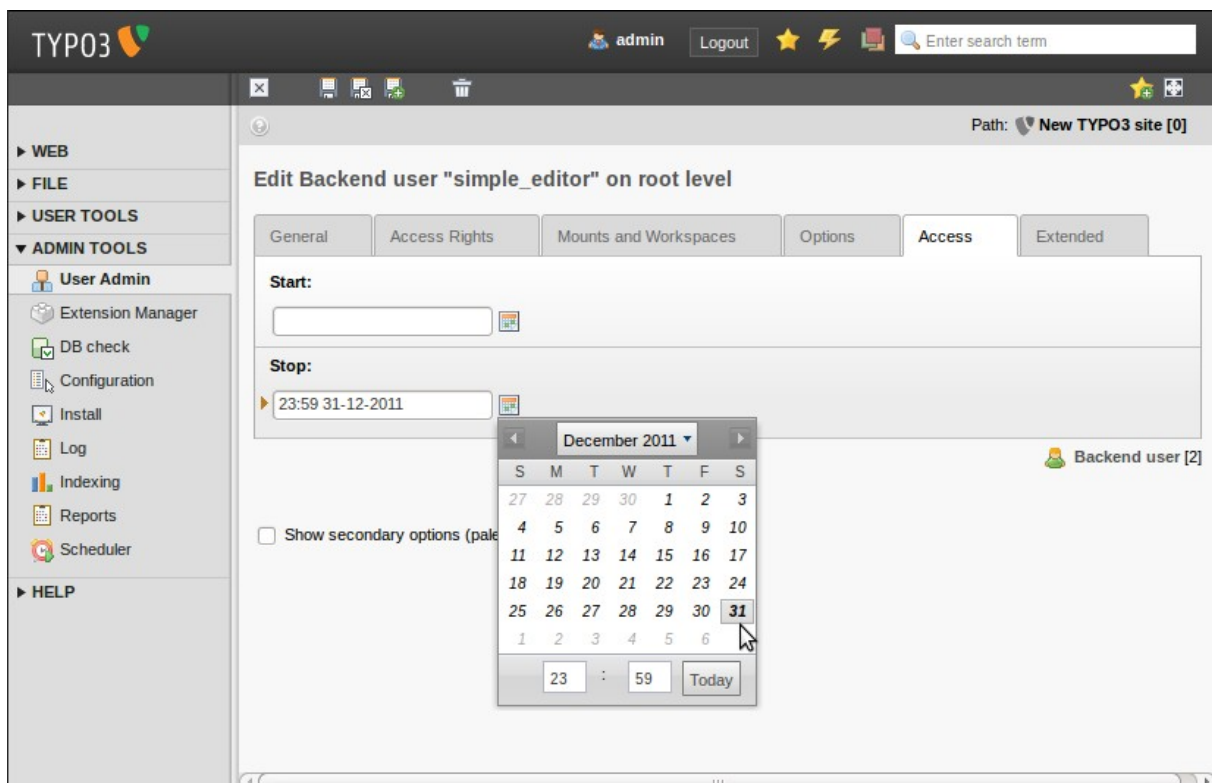 TYPO3
admin
Logout
Enter search term
Path: New TYPO3 site [0]
WEB
FILE
USER TOOLS
ADMIN TOOLS
User Admin
Extension Manager
DB check
Configuration
Install
Log
Indexing
Reports
Scheduler
HELP
Edit Backend user "simple_editor" on root level
General Access Rights Mounts and Workspaces Options Access Extended
Start:
Stop:
23:59 31-12-2011
December 2011
S M T W T F S
27 28 29 30 1 2 3
4 5 6 7 8 9 10
11 12 13 14 15 16 17
18 19 20 21 22 23 24
25 26 27 28 29 30 31
1 2 3 4 5 6
23 : 59 Today
Backend user [2]
Show secondary options